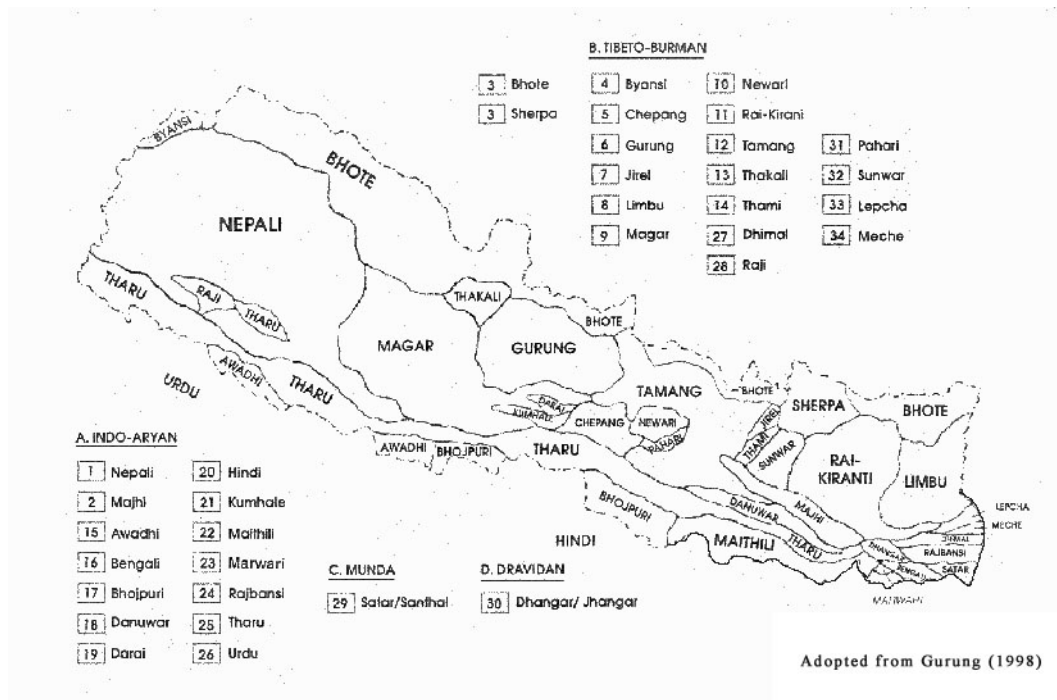 B. TIBETO-BURMAN
3 Bhote
3 Sherpa
4 Byansi
5 Chepang
6 Gurung
7 Jirel
8 Limbu
9 Magar
10 Newari
11 Rai-Kirani
12 Tamang
13 Thakali
14 Thami
27 Dhimal
28 Raji
31 Pahari
32 Sunwar
33 Lepcha
34 Meche
BYANSI
BHOTE
NEPALI
THARU
RAJI
THARU
THAKALI
BHOTE
MAGAR
GURUNG
AWADHI
THARU
URDU
TAMANG
BHOTE
SHERPA
BHOTE
DARAI
KUMHALE
CHEPANG
NEWARI
PAHARI
JIREL
THAMI
SUNWAR
RAI-
KIRANTI
LIMBU
AWADHI
BHOJPURI
THARU
LEPCHA
MECHE
BHOJPURI
DANUWAR
MAJHI
DHIMAL
HINDI
MAITHILI
THARU
DHANGAR
RAJBANSI
BENGALI
SATAR
MARWARI
A. INDO-ARYAN
1 Nepali
2 Majhi
15 Awadhi
16 Bengali
17 Bhojpuri
18 Danuwar
19 Darai
20 Hindi
21 Kumhale
22 Maithili
23 Marwari
24 Rajbansi
25 Tharu
26 Urdu
C. MUNDA
29 Satar/Santhal
D. DRAVIDAN
30 Dhangar/ Jhangar
Adopted from Gurung (1998)